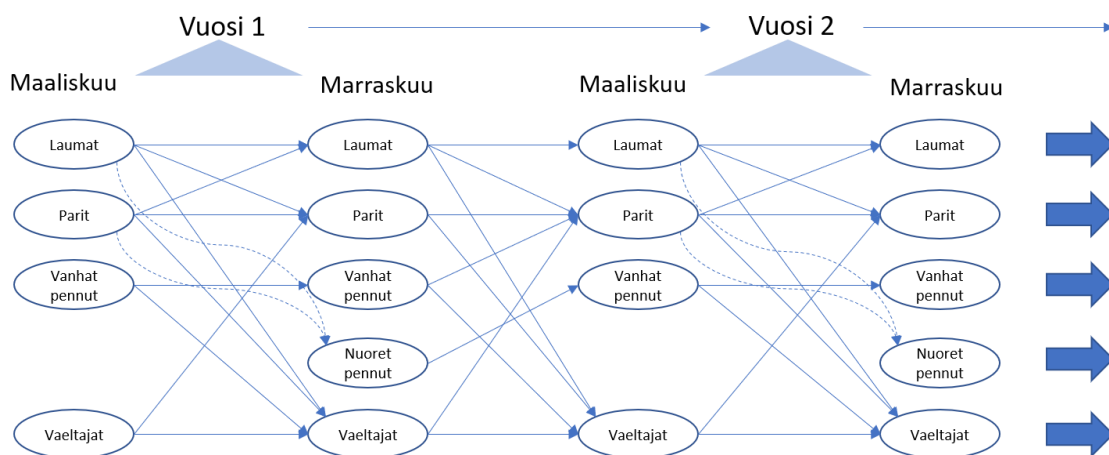 Vuosi 1
Vuosi 2
Maaliskuu
Marraskuu
Maaliskuu
Marraskuu
Laumat
Laumat
Laumat
Laumat
Parit
Parit
Parit
Parit
Vanhat
pennut
Vanhat
pennut
Vanhat
pennut
Vanhat
pennut
Nuoret
pennut
Nuoret
pennut
Vaeltajat
Vaeltajat
Vaeltajat
Vaeltajat